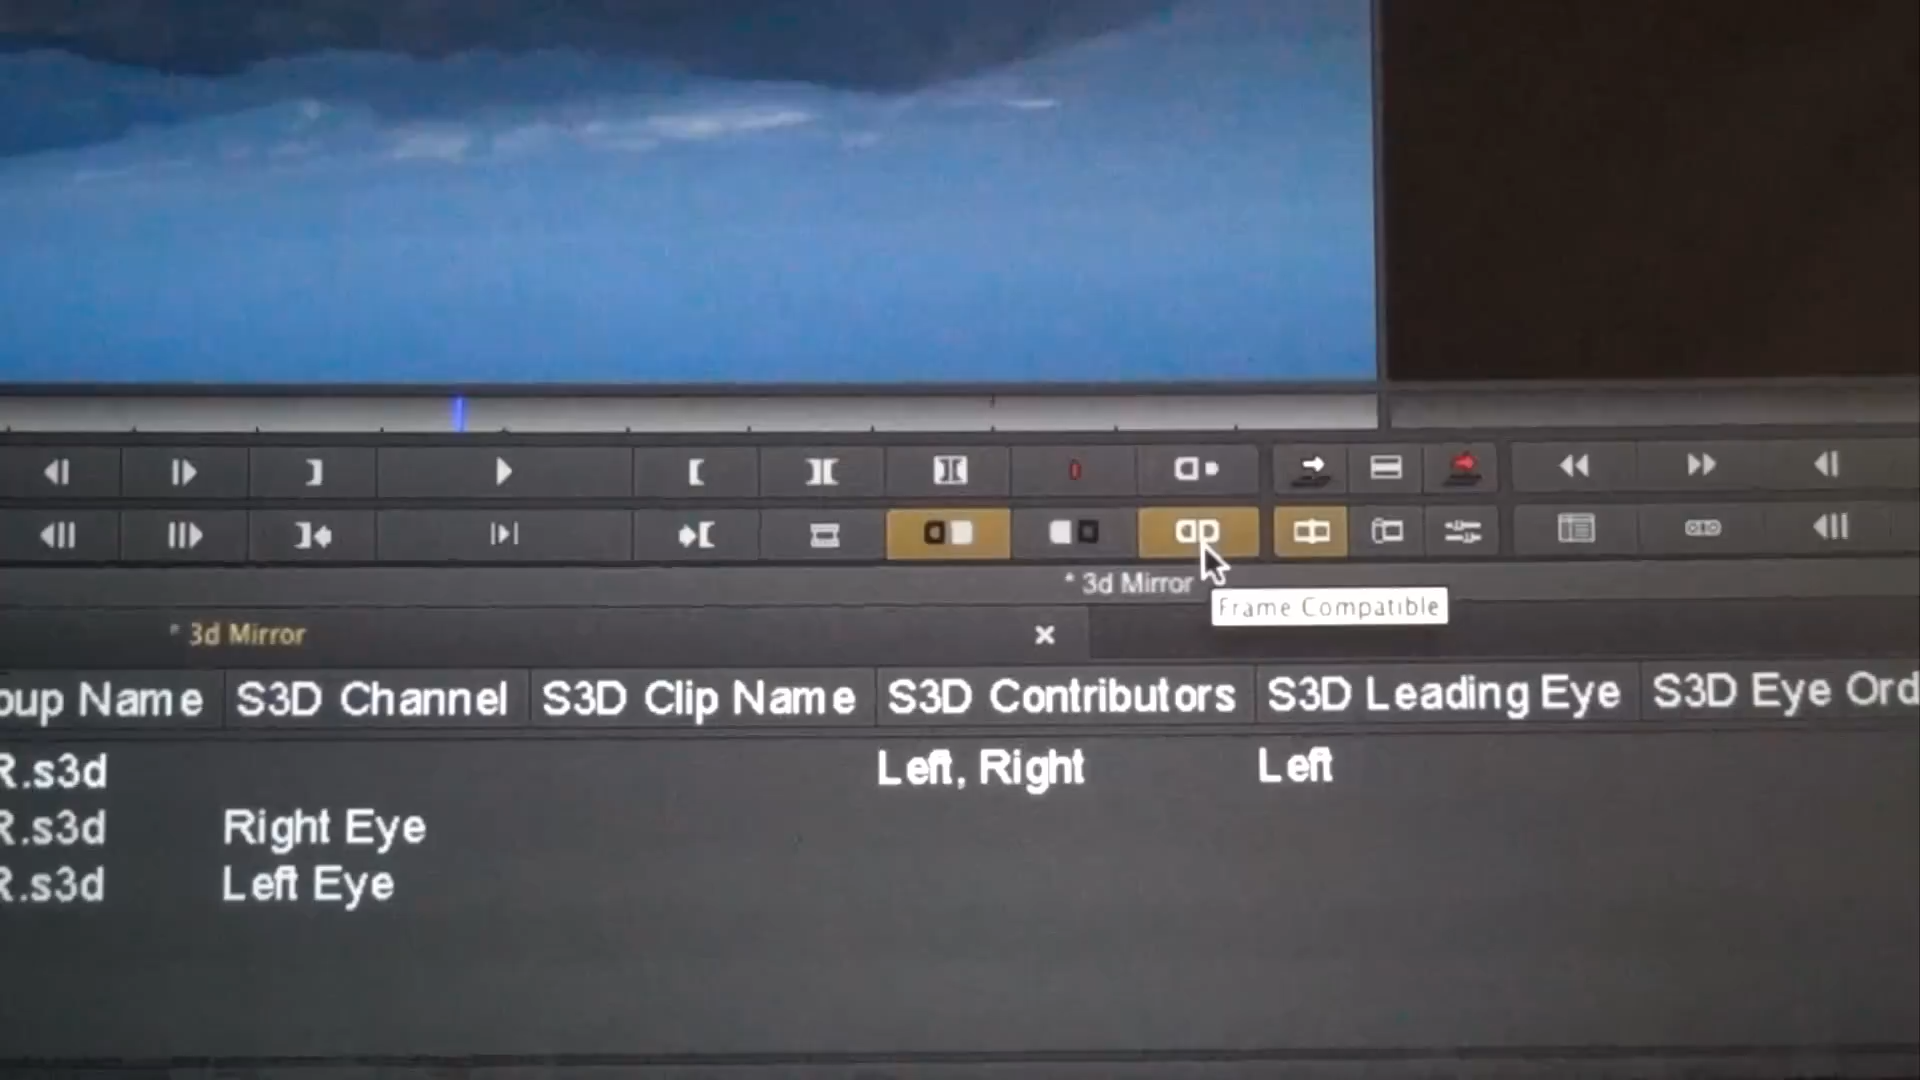 * 3d Mirror
Frame Compatible
* 3d Mirror
oup Name S3D Channel S3D Clip Name S3D Contributors S3D Leading Eye S3D Eye Ord
R.s3d Left, Right Left
R.s3d Right Eye
R.s3d Left Eye